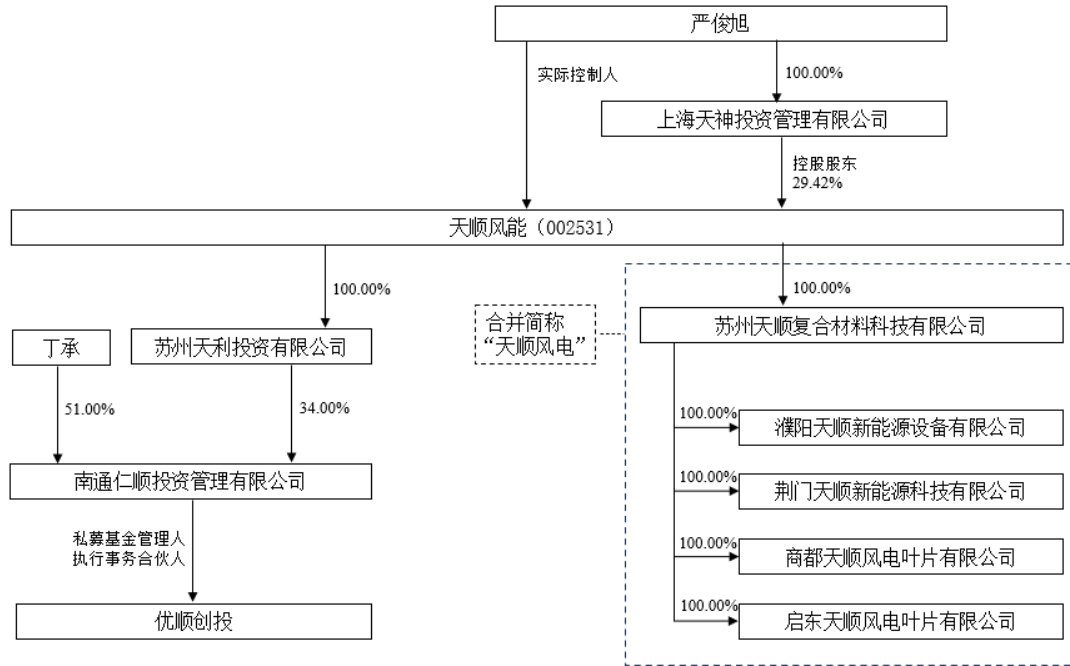 严俊旭
实际控制人
100.00%
上海天神投资管理有限公司
控股股东
29.42%
天顺风能（002531）
100.00%
100.00%
合并简称
“天顺风电”
苏州天顺复合材料科技有限公司
丁承
苏州天利投资有限公司
51.00%
34.00%
100.00%
濮阳天顺新能源设备有限公司
南通仁顺投资管理有限公司
100.00%
荆门天顺新能源科技有限公司
私募基金管理人
执行事务合伙人
100.00%
商都天顺风电叶片有限公司
优顺创投
100.00%
启东天顺风电叶片有限公司